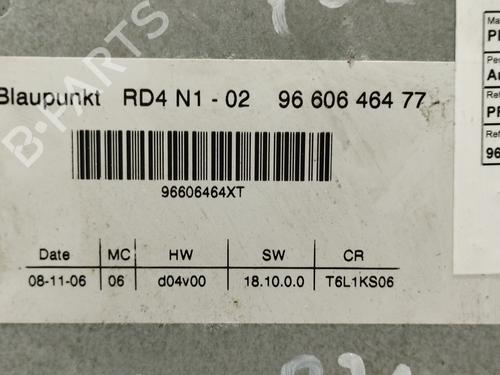 Blaupunkt RD4 N1 - 02 96 606 464 77
96606464XT
Date MC HW SW CR
08-11-06 06 d04v00 18.10.0.0 T6L1KS06
B-Parts